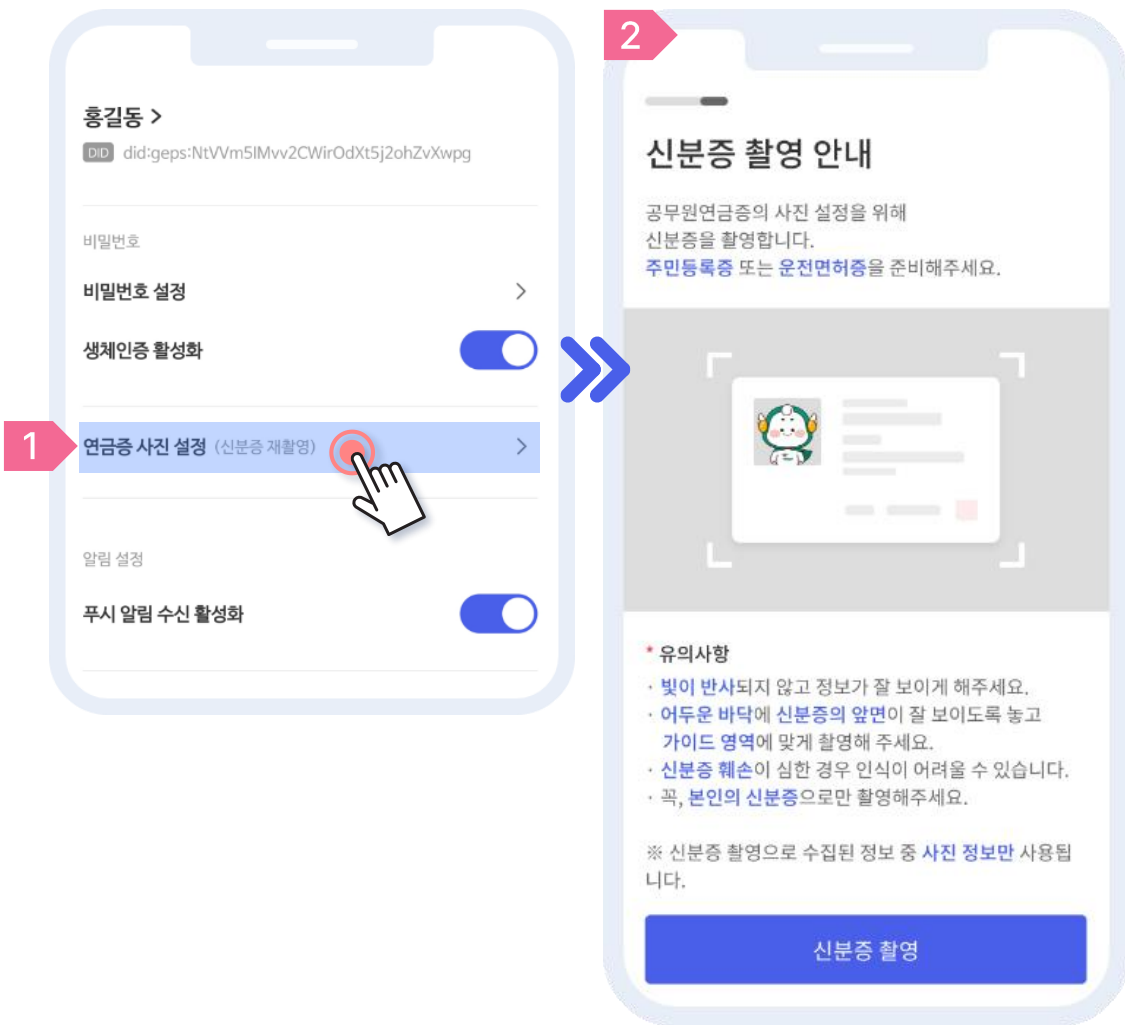 홍길동 >
DID did:geps:NtVVm5IMvv2CWirOdXt5j2ohZvXwpg
비밀번호
비밀번호 설정
생체인증 활성화
1
연금증 사진 설정 (신분증 재촬영)
알림 설정
푸시 알림 수신 활성화
2
신분증 촬영 안내
공무원연금증의 사진 설정을 위해
신분증을 촬영합니다.
주민등록증 또는 운전면허증을 준비해주세요.
* 유의사항
· 빛이 반사되지 않고 정보가 잘 보이게 해주세요.
· 어두운 바닥에 신분증의 앞면이 잘 보이도록 놓고
가이드 영역에 맞게 촬영해 주세요.
· 신분증 훼손이 심한 경우 인식이 어려울 수 있습니다.
· 꼭, 본인의 신분증으로만 촬영해주세요.
※ 신분증 촬영으로 수집된 정보 중 사진 정보만 사용됩
니다.
신분증 촬영